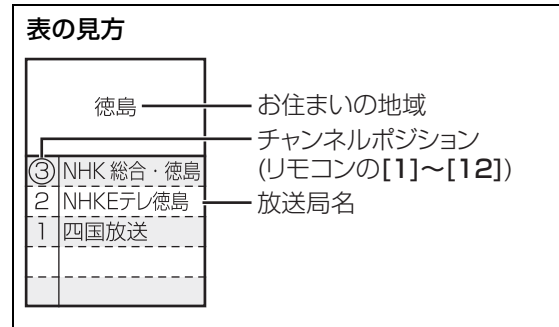 表の見方
徳島
お住まいの地域
チャンネルポジション
(リモコンの[1]～[12])
③ NHK 総合・徳島
2 NHKEテレ徳島
放送局名
1 四国放送